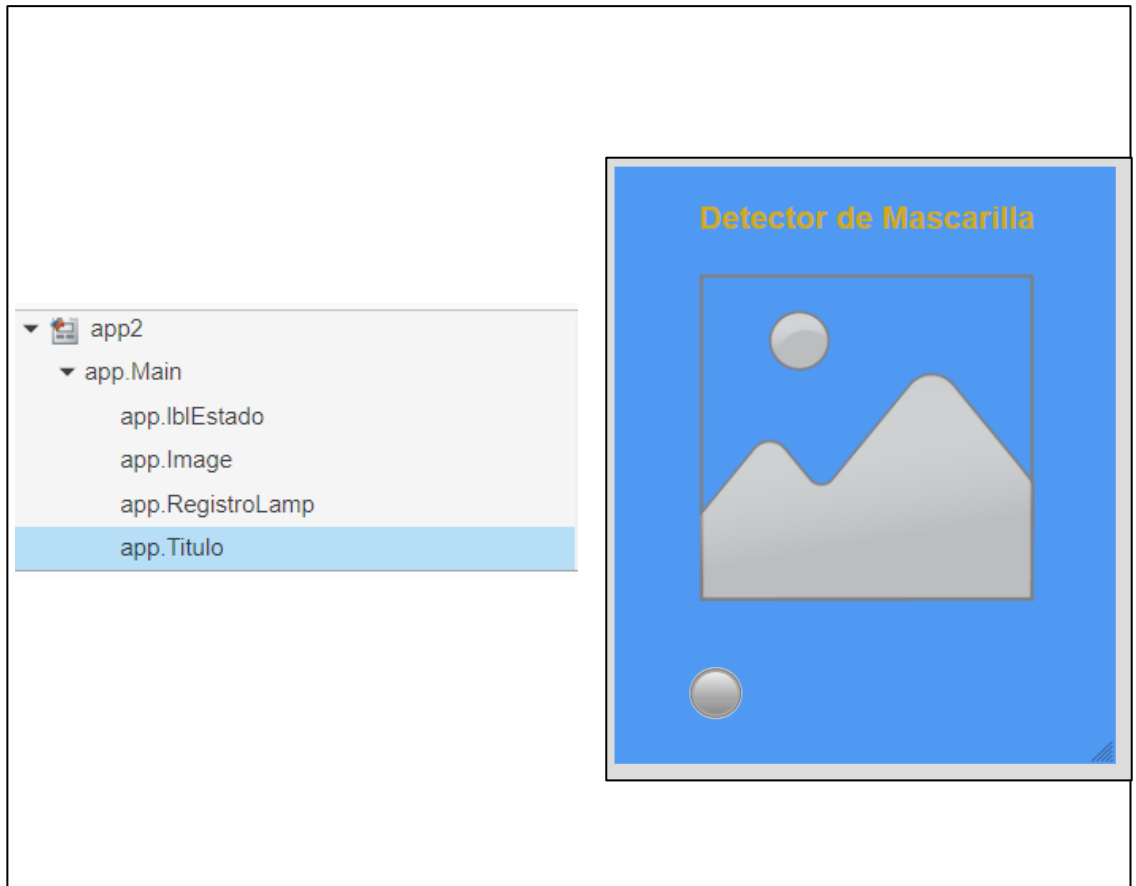 app2
app.Main
app.lblEstado
app.Image
app.RegistroLamp
app.Titulo
Detector de Mascarilla